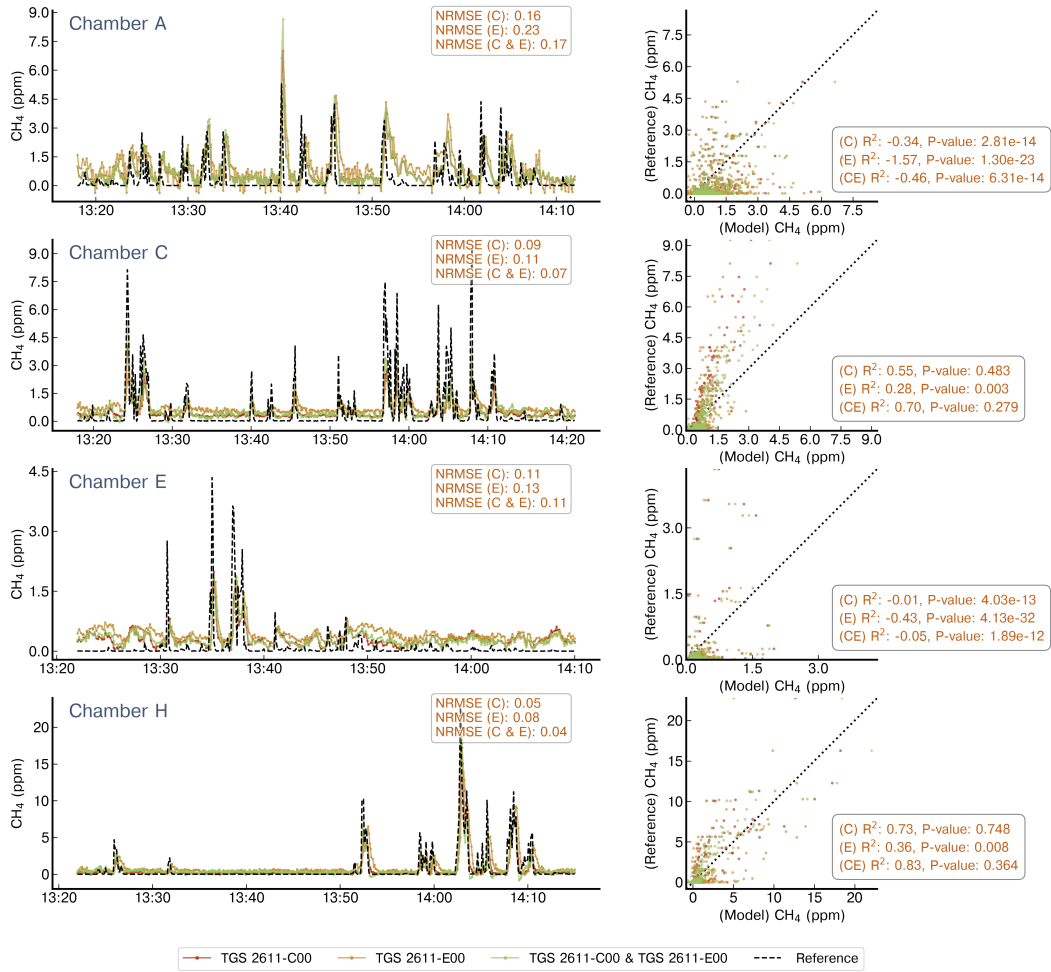 Chamber A
NRMSE (C): 0.16
NRMSE (E): 0.23
NRMSE (C & E): 0.17
CH₄ (ppm)
9.0
7.5
6.0
4.5
3.0
1.5
0.0
13:20 13:30 13:40 13:50 14:00 14:10
(Reference) CH₄ (ppm)
7.5
6.0
4.5
3.0
1.5
0.0
0.0 1.5 3.0 4.5 6.0 7.5
(Model) CH₄ (ppm)
(C) R²: -0.34, P-value: 2.81e-14
(E) R²: -1.57, P-value: 1.30e-23
(CE) R²: -0.46, P-value: 6.31e-14
Chamber C
NRMSE (C): 0.09
NRMSE (E): 0.11
NRMSE (C & E): 0.07
CH₄ (ppm)
9.0
7.5
6.0
4.5
3.0
1.5
0.0
13:20 13:30 13:40 13:50 14:00 14:10 14:20
(Reference) CH₄ (ppm)
9.0
7.5
6.0
4.5
3.0
1.5
0.0
0.0 1.5 3.0 4.5 6.0 7.5 9.0
(Model) CH₄ (ppm)
(C) R²: 0.55, P-value: 0.483
(E) R²: 0.28, P-value: 0.003
(CE) R²: 0.70, P-value: 0.279
Chamber E
NRMSE (C): 0.11
NRMSE (E): 0.13
NRMSE (C & E): 0.11
CH₄ (ppm)
4.5
3.0
1.5
0.0
13:20 13:30 13:40 13:50 14:00 14:10
(Reference) CH₄ (ppm)
3.0
1.5
0.0
0.0 1.5 3.0
(Model) CH₄ (ppm)
(C) R²: -0.01, P-value: 4.03e-13
(E) R²: -0.43, P-value: 4.13e-32
(CE) R²: -0.05, P-value: 1.89e-12
Chamber H
NRMSE (C): 0.05
NRMSE (E): 0.08
NRMSE (C & E): 0.04
CH₄ (ppm)
20
15
10
5
0
13:20 13:30 13:40 13:50 14:00 14:10
(Reference) CH₄ (ppm)
20
15
10
5
0
0 5 10 15 20
(Model) CH₄ (ppm)
(C) R²: 0.73, P-value: 0.748
(E) R²: 0.36, P-value: 0.008
(CE) R²: 0.83, P-value: 0.364
TGS 2611-C00 TGS 2611-E00 TGS 2611-C00 & TGS 2611-E00 Reference